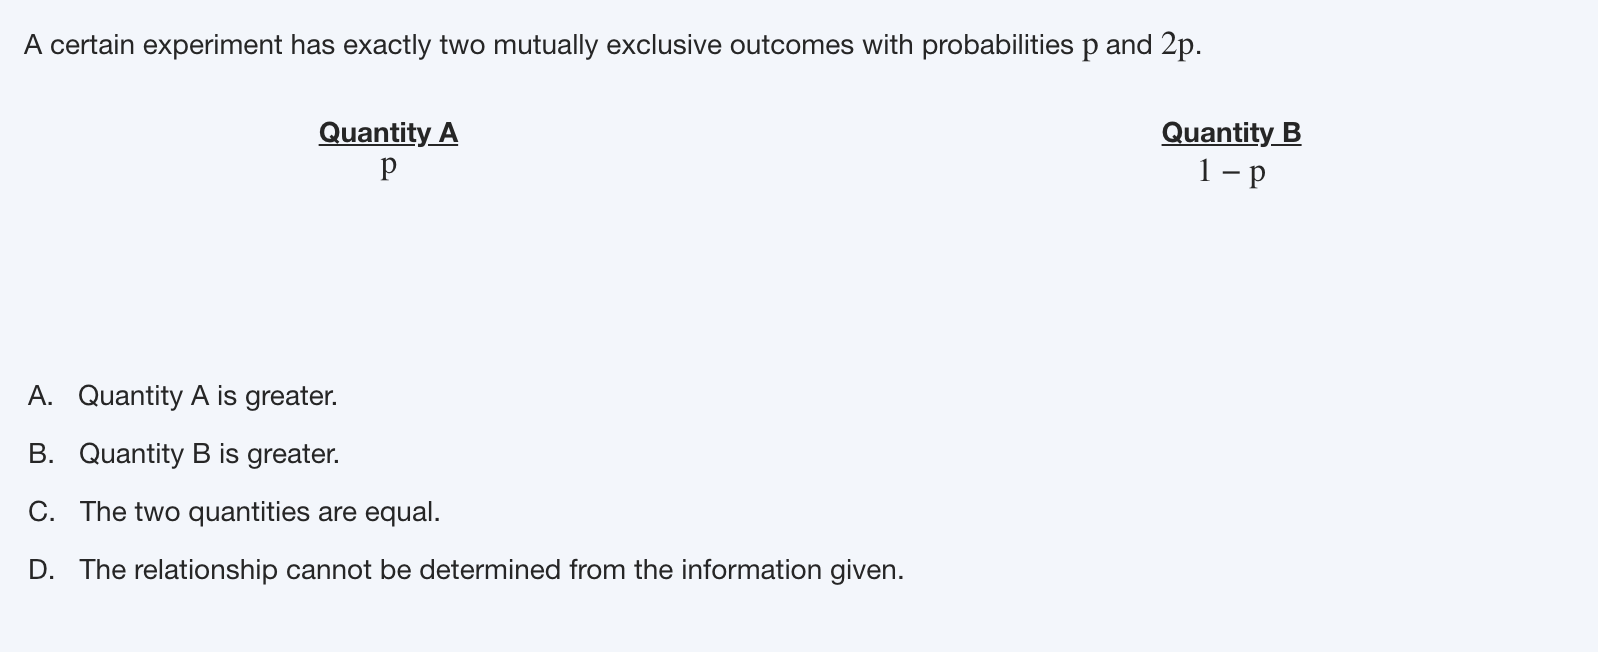 A certain experiment has exactly two mutually exclusive outcomes with probabilities p and 2p.
Quantity A
p
Quantity B
1 − p
A. Quantity A is greater.
B. Quantity B is greater.
C. The two quantities are equal.
D. The relationship cannot be determined from the information given.